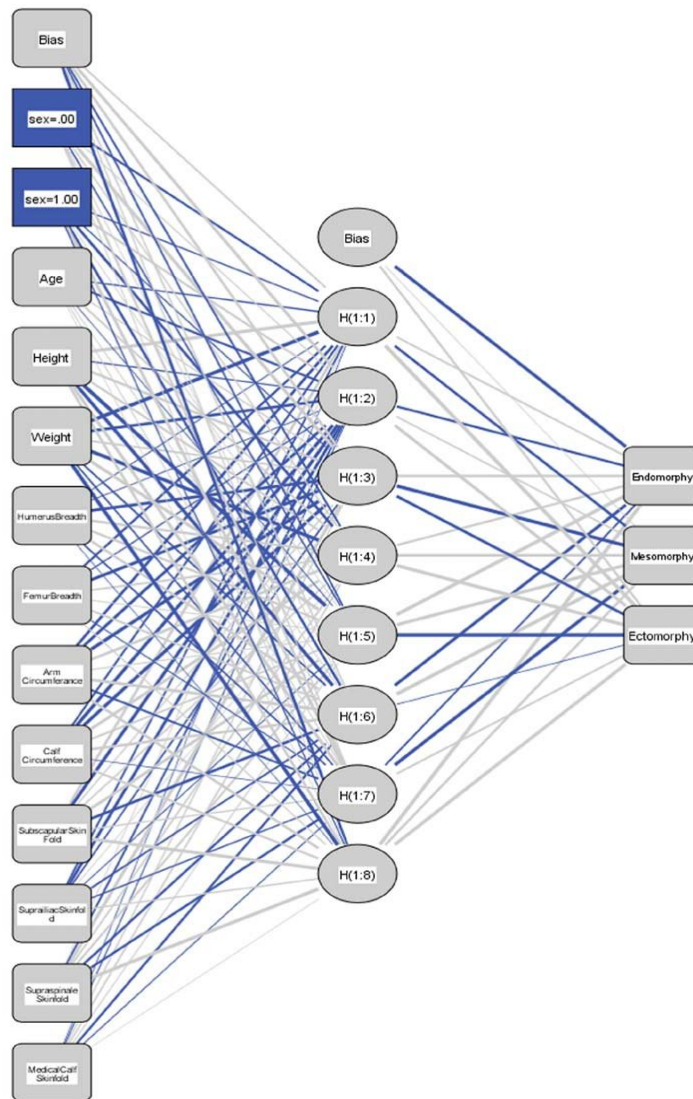 Bias
sex=.00
sex=1.00
Age
Height
Weight
HumerusBreadth
FemurBreadth
Arm
Circumferance
Calf
Circumference
SubscapularSkin
Fold
SuprailiacSkinfol
d
Supraspinale
Skinfold
MedicalCalf
Skinfold
Bias
H(1:1)
H(1:2)
H(1:3)
H(1:4)
H(1:5)
H(1:6)
H(1:7)
H(1:8)
Endomorphy
Mesomorphy
Ectomorphy